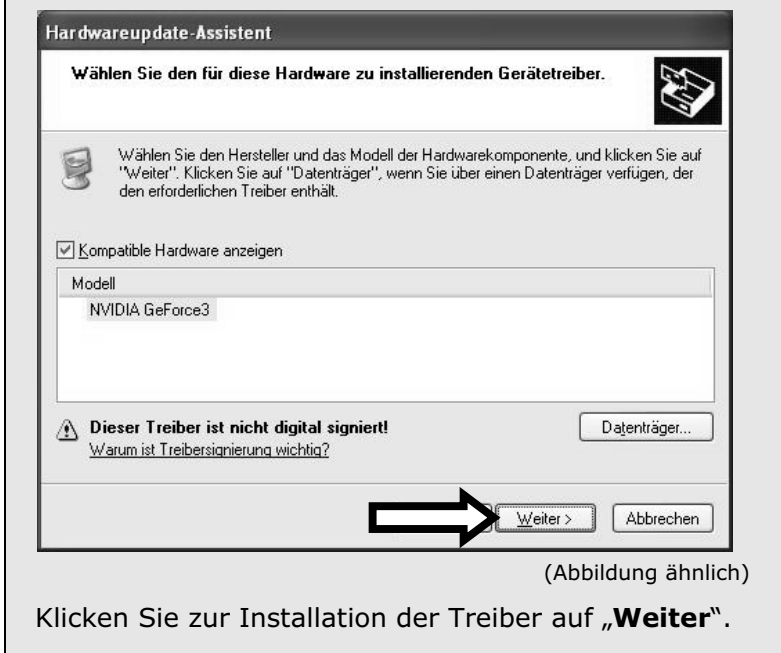 Hardwareupdate-Assistent
Wählen Sie den für diese Hardware zu installierenden Gerätetreiber.
Wählen Sie den Hersteller und das Modell der Hardwarekomponente, und klicken Sie auf
"Weiter". Klicken Sie auf "Datenträger", wenn Sie über einen Datenträger verfügen, der
den erforderlichen Treiber enthält.
Kompatible Hardware anzeigen
Modell
NVIDIA GeForce3
Dieser Treiber ist nicht digital signiert!
Datenträger...
Warum ist Treibersignierung wichtig?
Weiter > Abbrechen
(Abbildung ähnlich)
Klicken Sie zur Installation der Treiber auf „Weiter“.